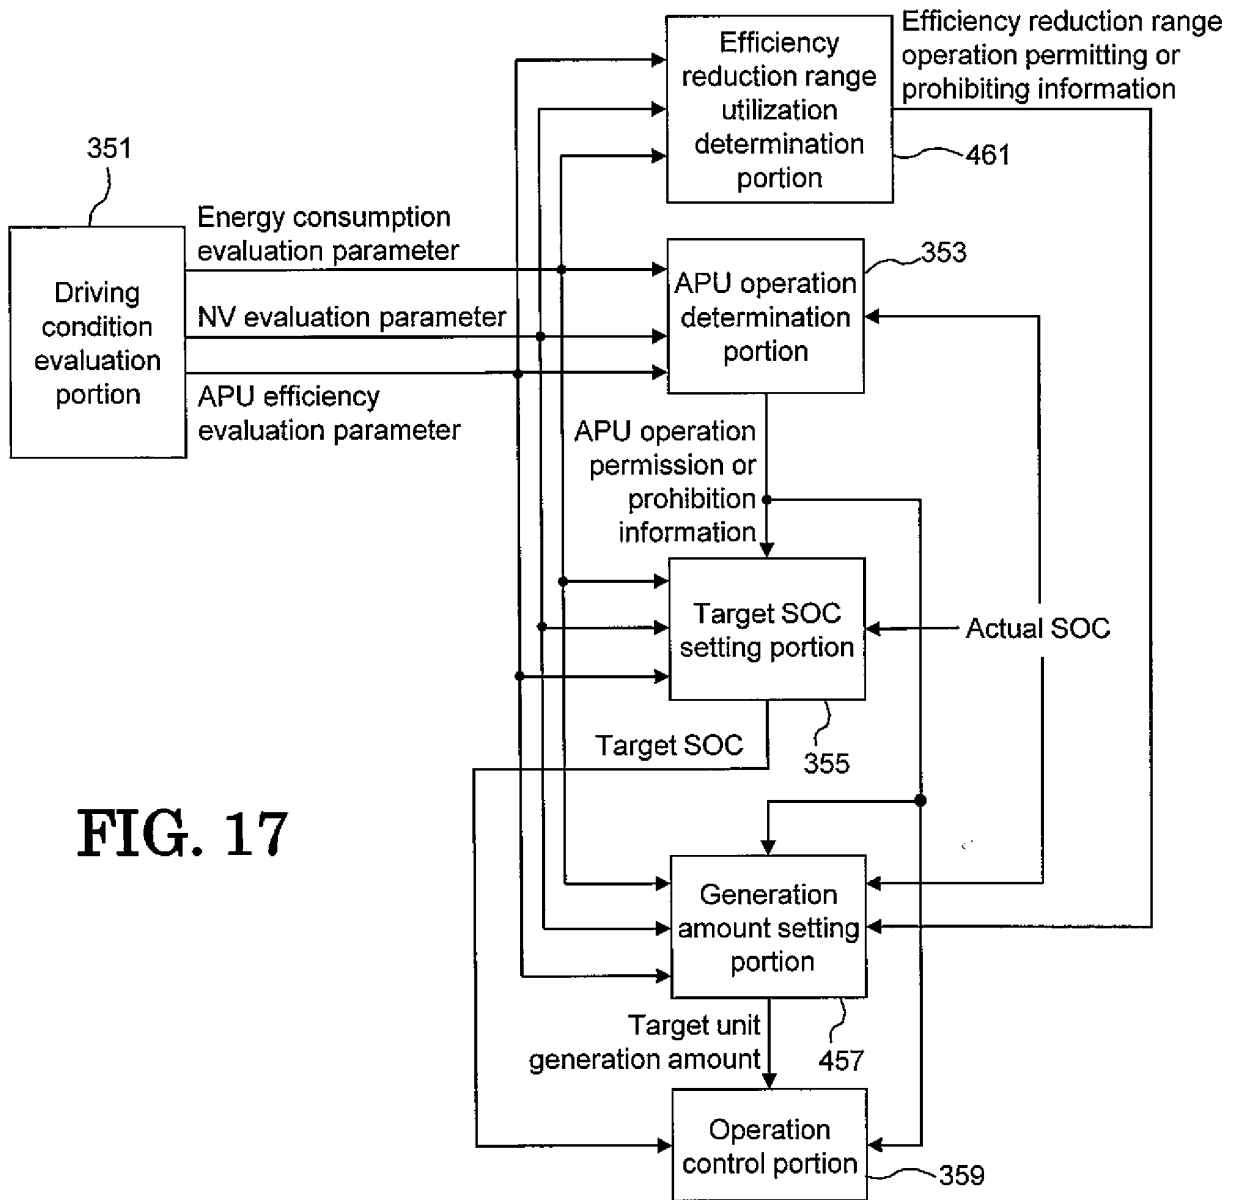 Efficiency reduction range
operation permitting or
prohibiting information
Efficiency
reduction range
utilization
determination
portion
461
351
Driving
condition
evaluation
portion
Energy consumption
evaluation parameter
NV evaluation parameter
APU efficiency
evaluation parameter
353
APU operation
determination
portion
APU operation
permission or
prohibition
information
Target SOC
setting portion
Actual SOC
355
Target SOC
FIG. 17
Generation
amount setting
portion
457
Target unit
generation amount
Operation
control portion
359